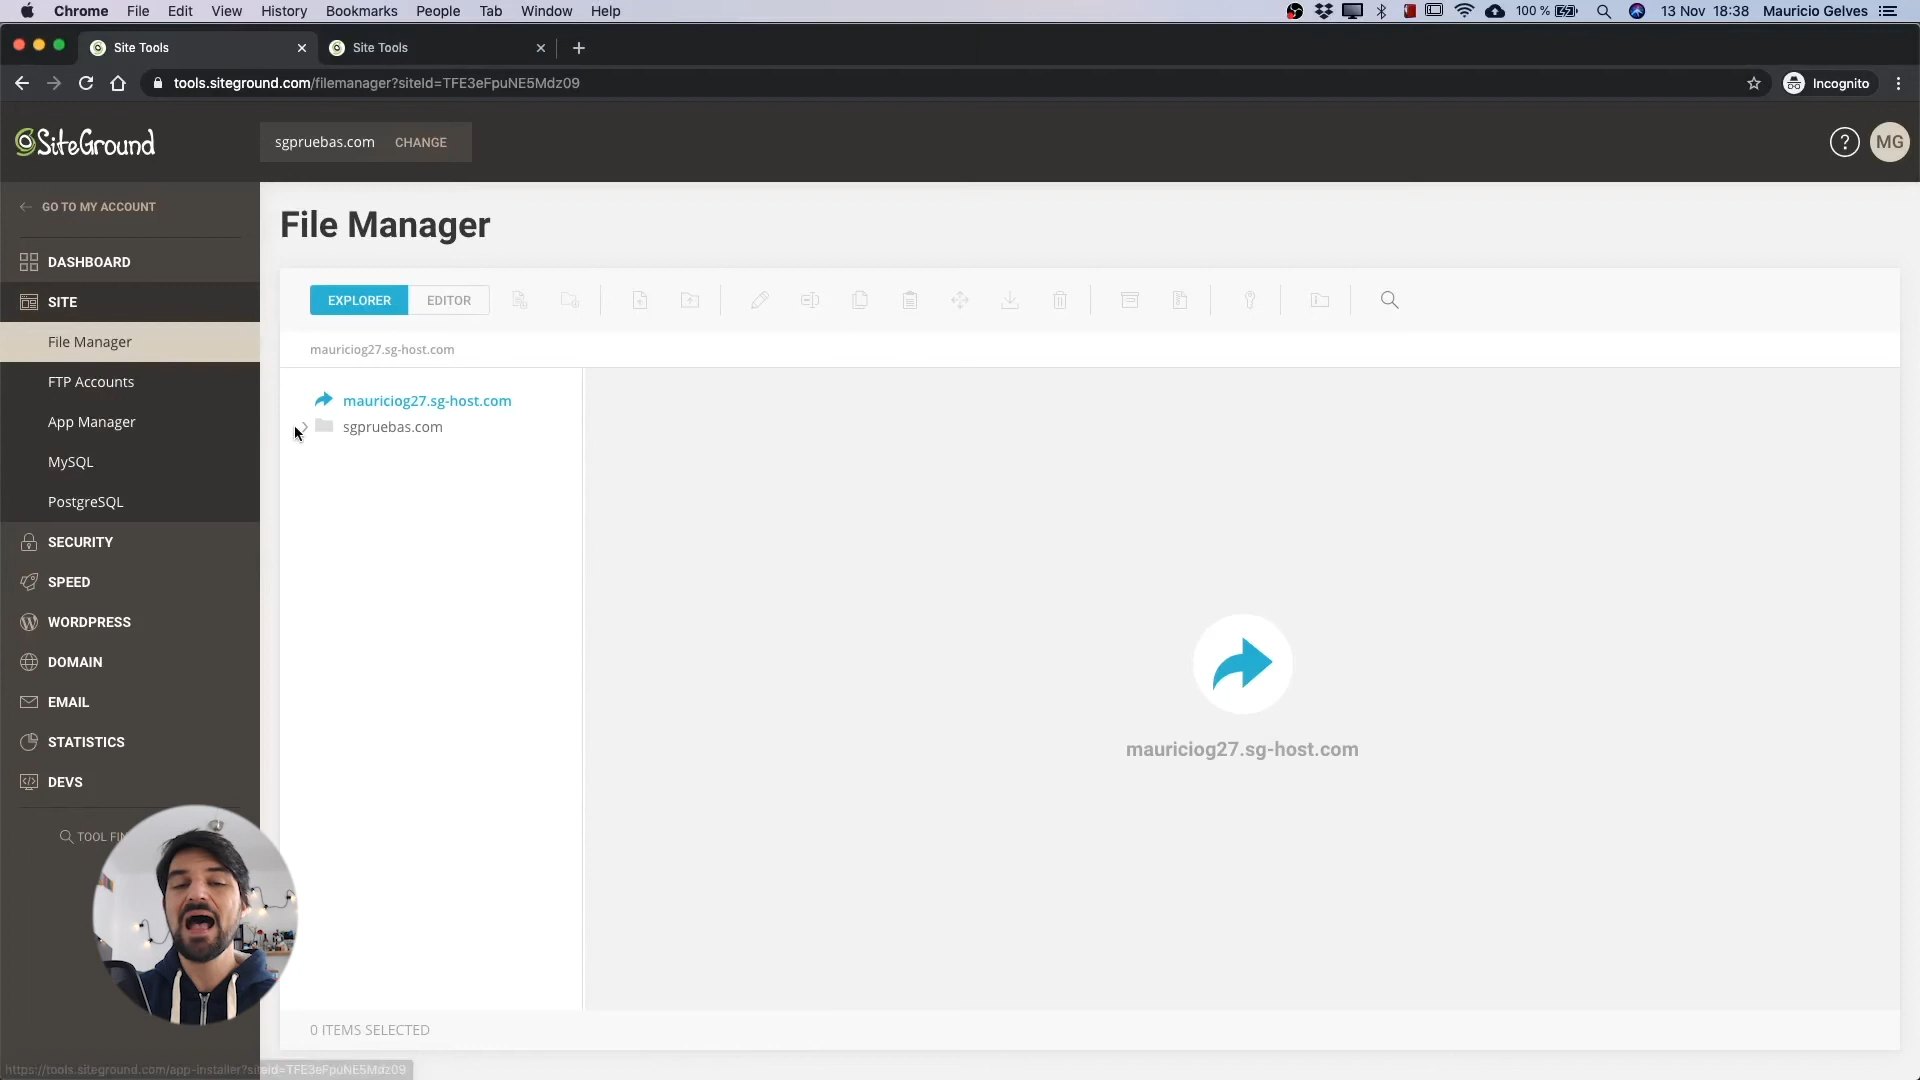 Chrome File Edit View History Bookmarks People Tab Window Help
100 % 13 Nov 18:38 Mauricio Gelves
Site Tools
Site Tools
tools.siteground.com/filemanager?siteId=TFE3eFpuNE5Mdz09
Incognito
SiteGround
sgpruebas.com CHANGE
? MG
GO TO MY ACCOUNT
DASHBOARD
SITE
File Manager
FTP Accounts
App Manager
MySQL
PostgreSQL
SECURITY
SPEED
WORDPRESS
DOMAIN
EMAIL
STATISTICS
DEVS
TOOL
File Manager
EXPLORER EDITOR
mauriciog27.sg-host.com
mauriciog27.sg-host.com
sgpruebas.com
mauriciog27.sg-host.com
0 ITEMS SELECTED
https://tools.siteground.com/app-installer?siteId=TFE3eFpuNE5Mdz09